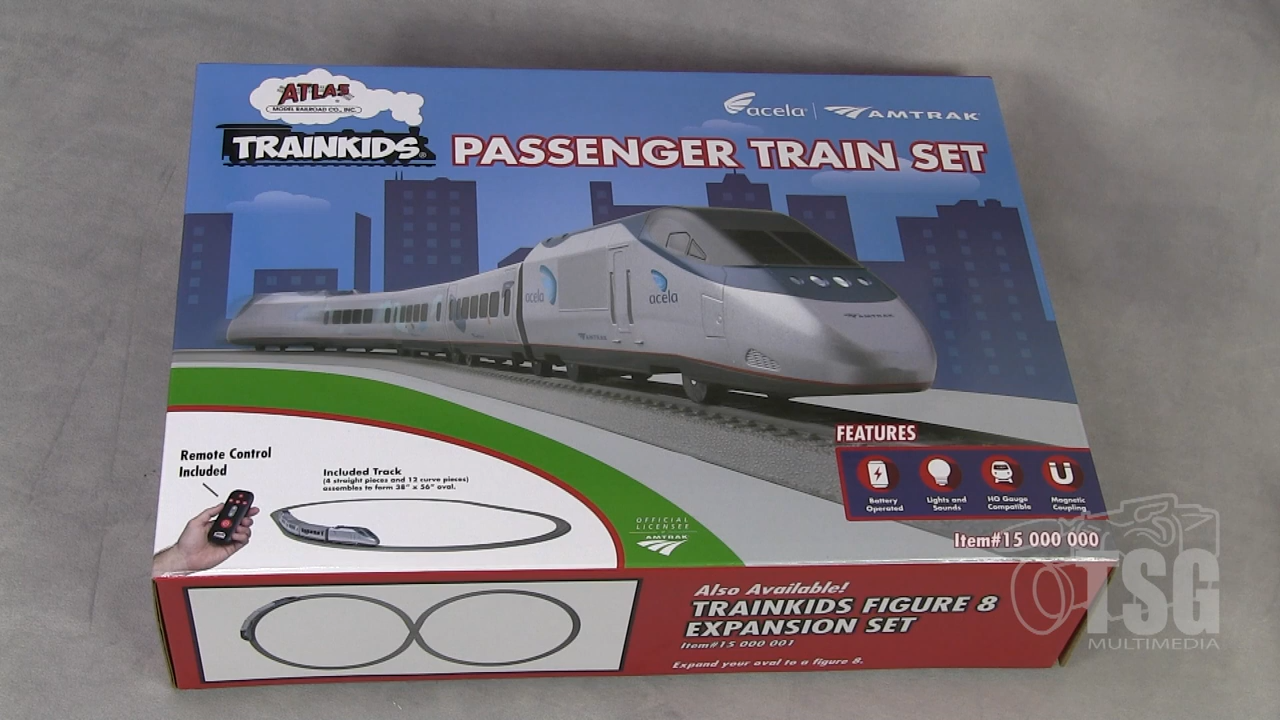 ATLAS
MODEL RAILROAD CO., INC.
TRAINKIDS®
acela | AMTRAK
PASSENGER TRAIN SET
acela
acela
AMTRAK
AMTRAK
Remote Control
Included
Included Track
(4 straight pieces and 12 curve pieces)
assembles to form 38" x 56" oval.
OFFICIAL
LICENSEE
AMTRAK
FEATURES
Battery
Operated
Lights and
Sounds
HO Gauge
Compatible
Magnetic
Coupling
Item#15 000 000
Also Available!
TRAINKIDS FIGURE 8
EXPANSION SET
Item#15 000 001
Expand your oval to a figure 8.
TSG
MULTIMEDIA